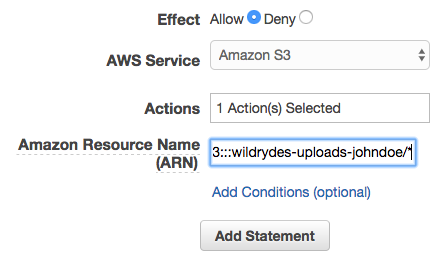 Effect Allow Deny
AWS Service Amazon S3
Actions 1 Action(s) Selected
Amazon Resource Name 3:::wildrydes-uploads-johndoe/*
(ARN)
Add Conditions (optional)
Add Statement